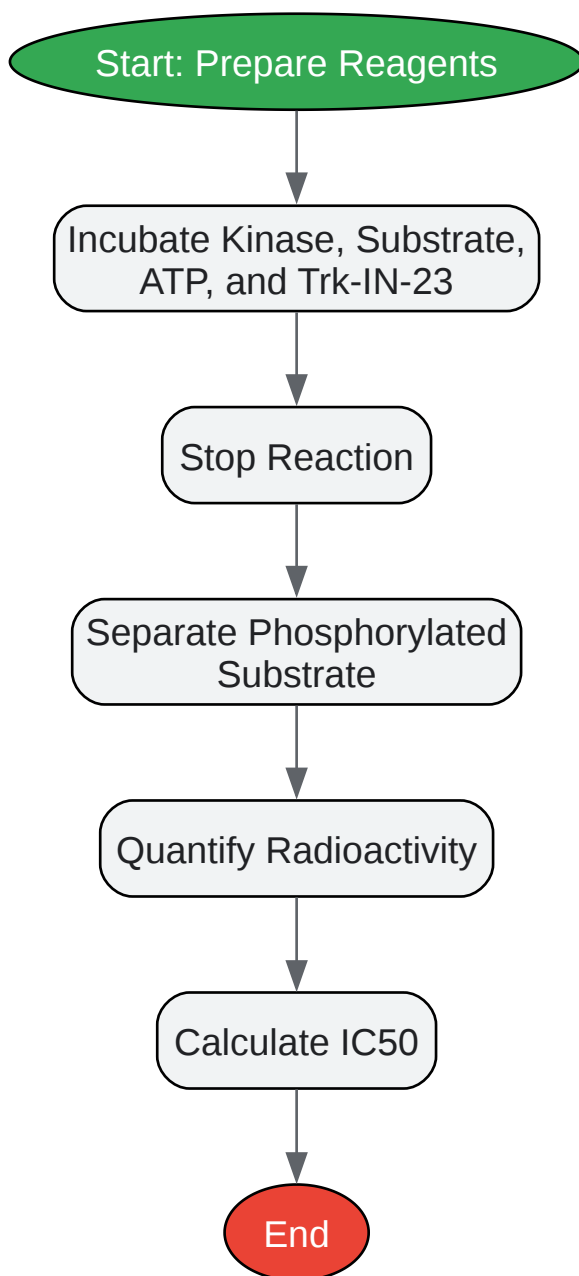 Start: Prepare Reagents
Incubate Kinase, Substrate,
ATP, and Trk-IN-23
Stop Reaction
Separate Phosphorylated
Substrate
Quantify Radioactivity
Calculate IC50
End